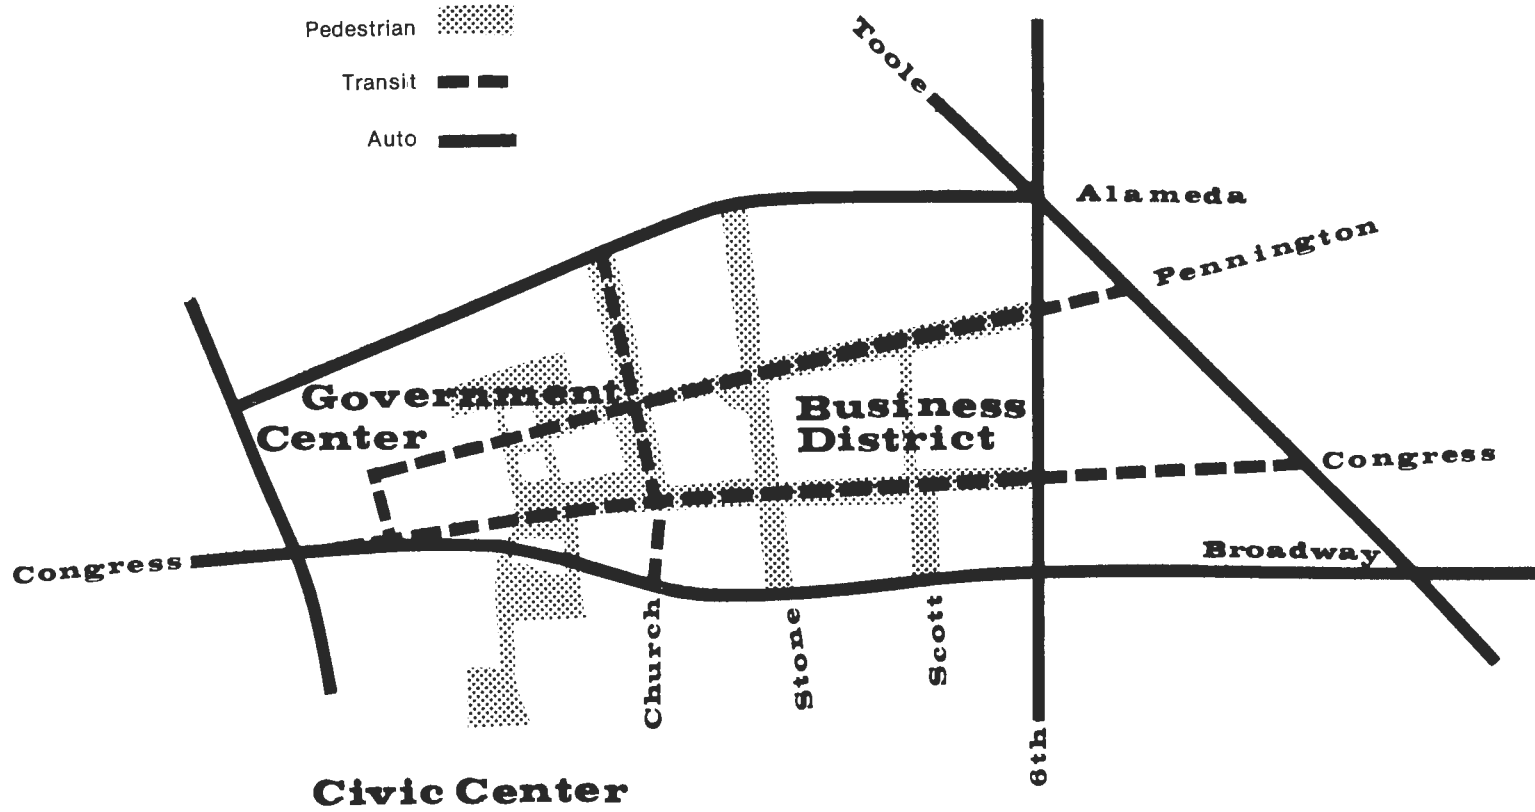 Pedestrian
Transit
Auto
Toole
Alameda
Pennington
Government
Center
Business
District
Congress
Broadway
Congress
Church
Stone
Scott
6th
Civic Center